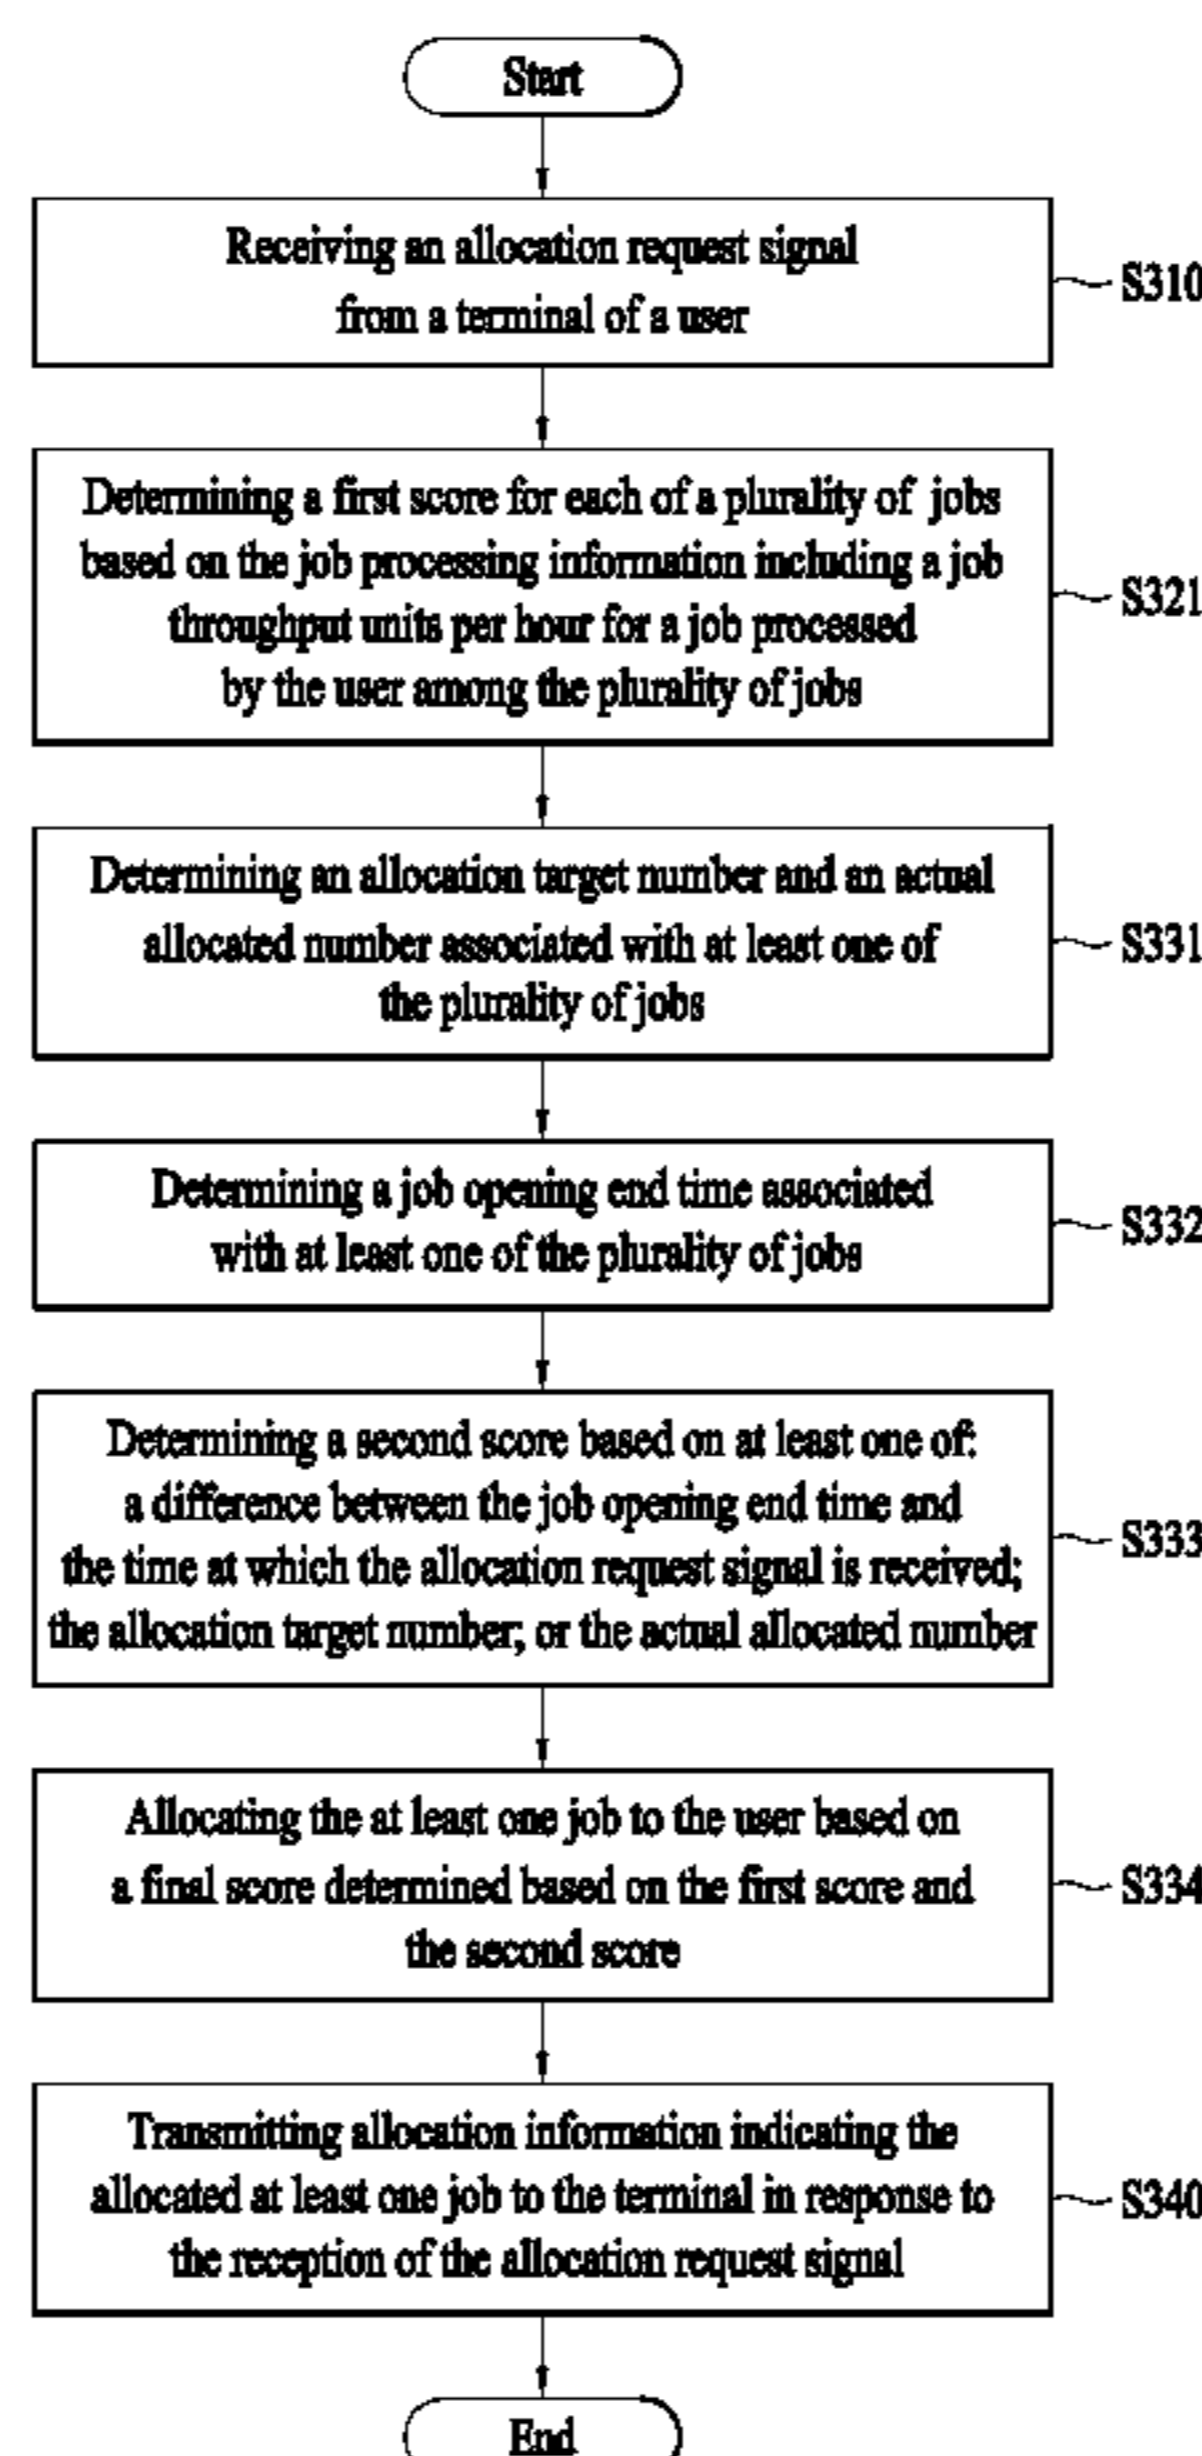 Start
Receiving an allocation request signal
from a terminal of a user
S310
Determining a first score for each of a plurality of jobs
based on the job processing information including a job
throughput units per hour for a job processed
by the user among the plurality of jobs
S321
Determining an allocation target number and an actual
allocated number associated with at least one of
the plurality of jobs
S331
Determining a job opening end time associated
with at least one of the plurality of jobs
S332
Determining a second score based on at least one of:
a difference between the job opening end time and
the time at which the allocation request signal is received;
the allocation target number; or the actual allocated number
S333
Allocating the at least one job to the user based on
a final score determined based on the first score and
the second score
S334
Transmitting allocation information indicating the
allocated at least one job to the terminal in response to
the reception of the allocation request signal
S340
End